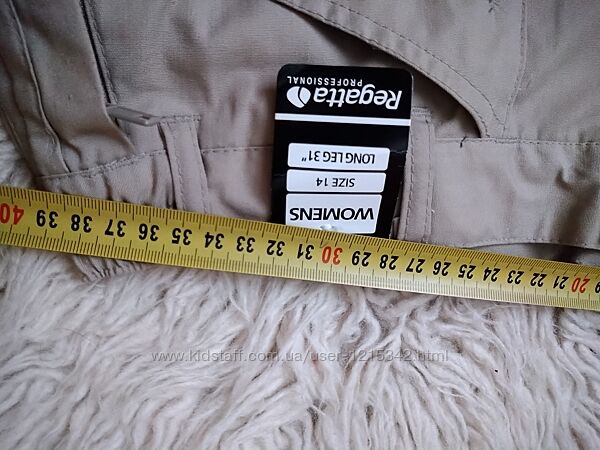 WOMENS
SIZE 14
LONG LEG 31"
Regatta
PROFESSIONAL
20 21 22 23 24 25 26 27 28 29 30 31 32 33 34 35 36 37 38 39 40
www.kidstaff.com.ua/user-1215342.html